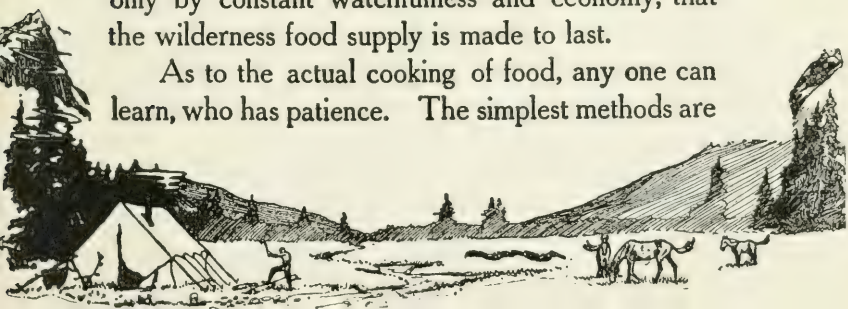 only by constant watchfulness and economy, that
the wilderness food supply is made to last.
As to the actual cooking of food, any one can
learn, who has patience. The simplest methods are